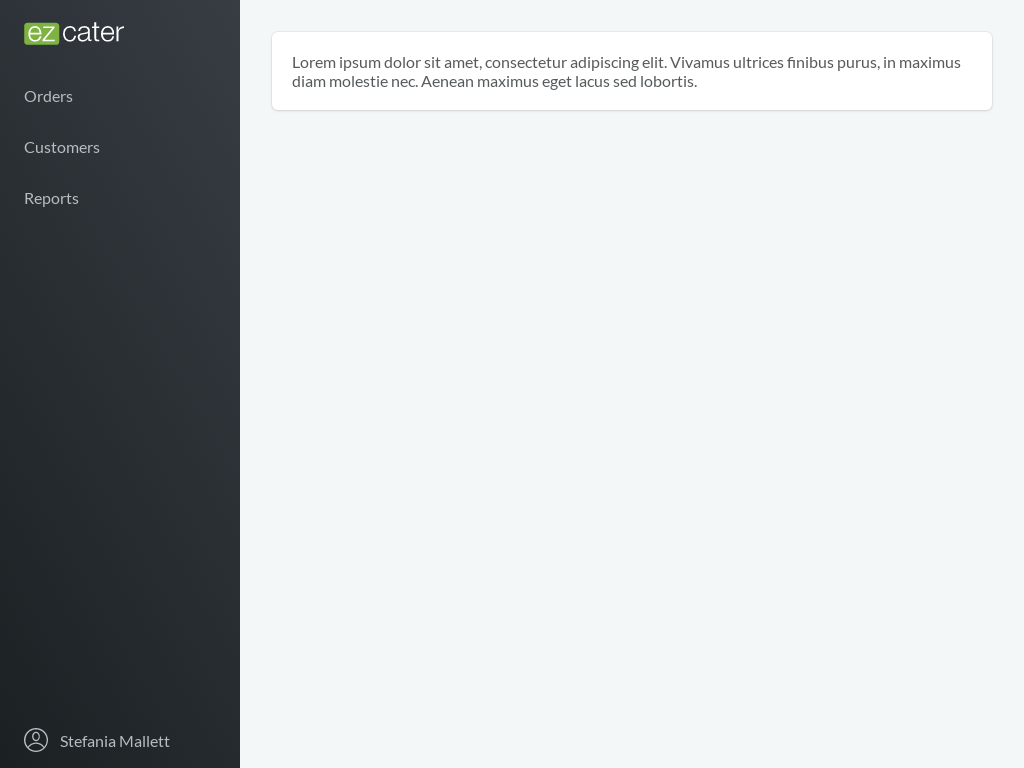 ezcater
Orders
Customers
Reports
Stefania Mallett
Lorem ipsum dolor sit amet, consectetur adipiscing elit. Vivamus ultrices finibus purus, in maximus
diam molestie nec. Aenean maximus eget lacus sed lobortis.